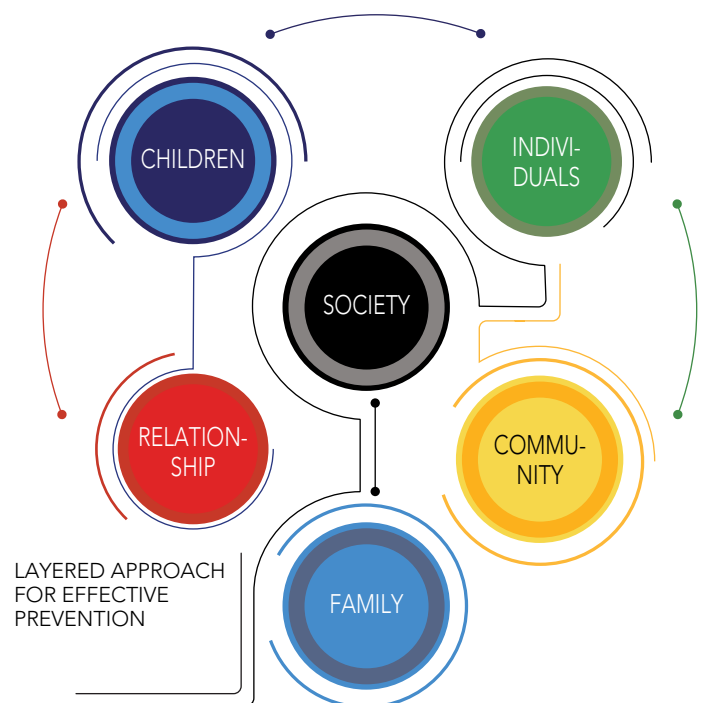 CHILDREN
INDIVI-
DUALS
SOCIETY
RELATION-
SHIP
COMMU-
NITY
LAYERED APPROACH
FOR EFFECTIVE
PREVENTION
FAMILY